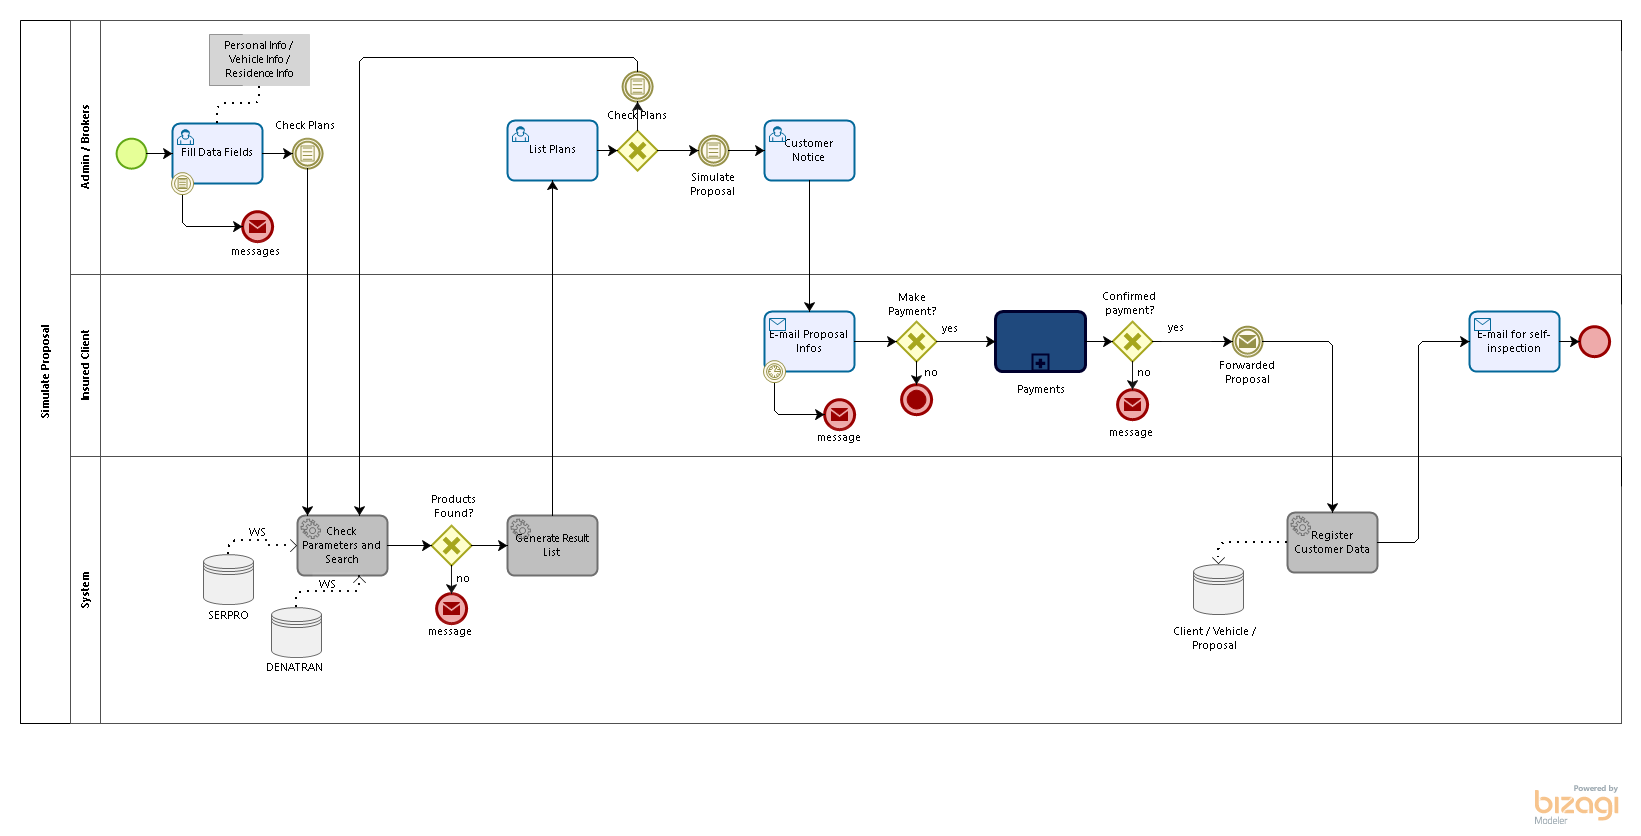 Simulate Proposal
Admin / Brokers
Personal Info /
Vehicle Info /
Residence Info
Fill Data Fields
Check Plans
messages
List Plans
Check Plans
Simulate
Proposal
Customer
Notice
Insured Client
E-mail Proposal
Infos
message
Make
Payment?
yes
no
Payments
Confirmed
payment?
yes
no
message
Forwarded
Proposal
E-mail for self-
inspection
System
WS
SERPRO
WS
DENATRAN
Check
Parameters and
Search
Products
Found?
no
message
Generate Result
List
Register
Customer Data
Client / Vehicle /
Proposal
Powered by
bizagi
Modeler